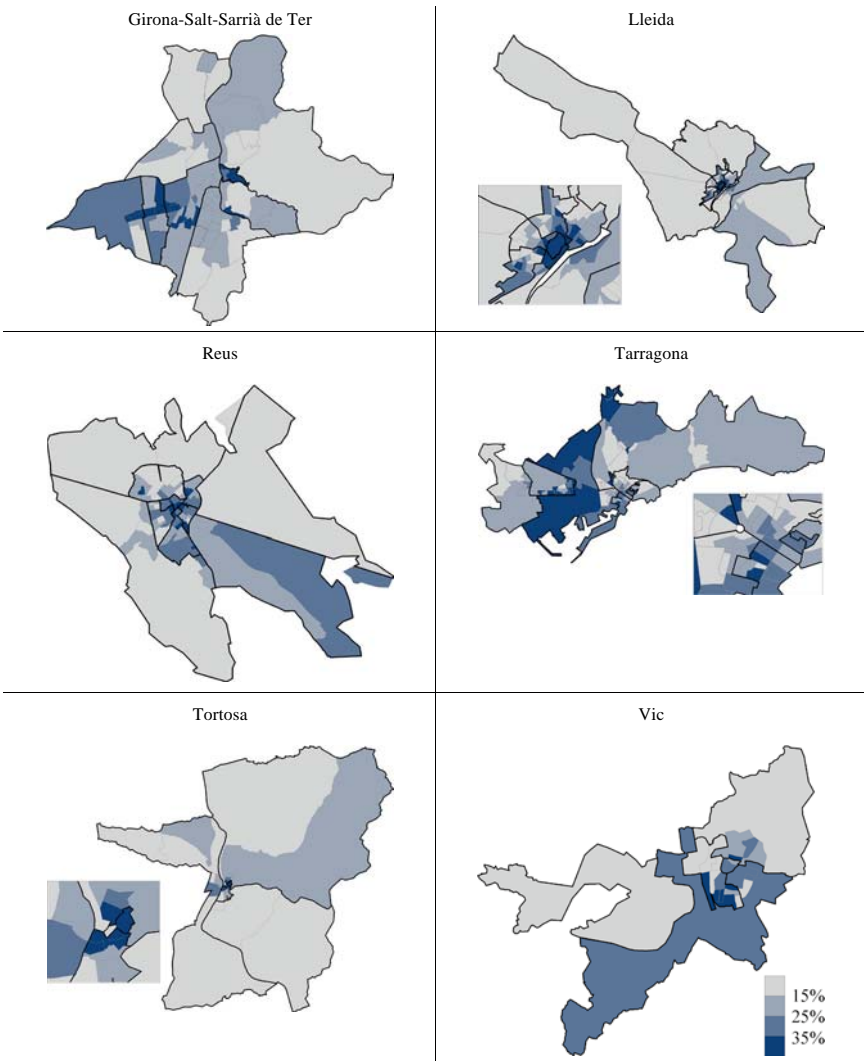 Girona-Salt-Sarrià de Ter
Lleida
Reus
Tarragona
Tortosa
Vic
15%
25%
35%